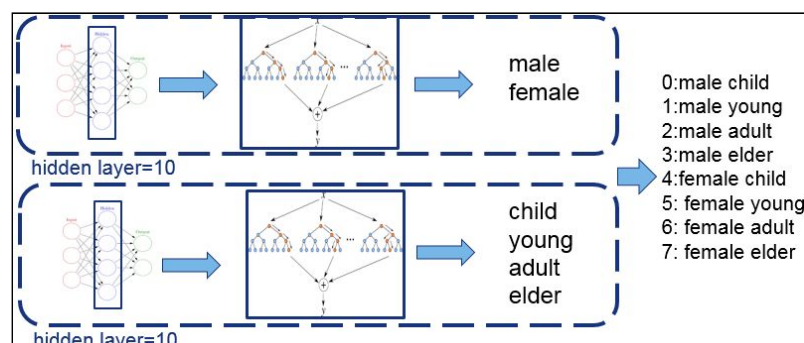 Hidden
male
female
hidden layer=10
child
young
adult
elder
hidden layer=10
0:male child
1:male young
2:male adult
3:male elder
4:female child
5: female young
6: female adult
7: female elder